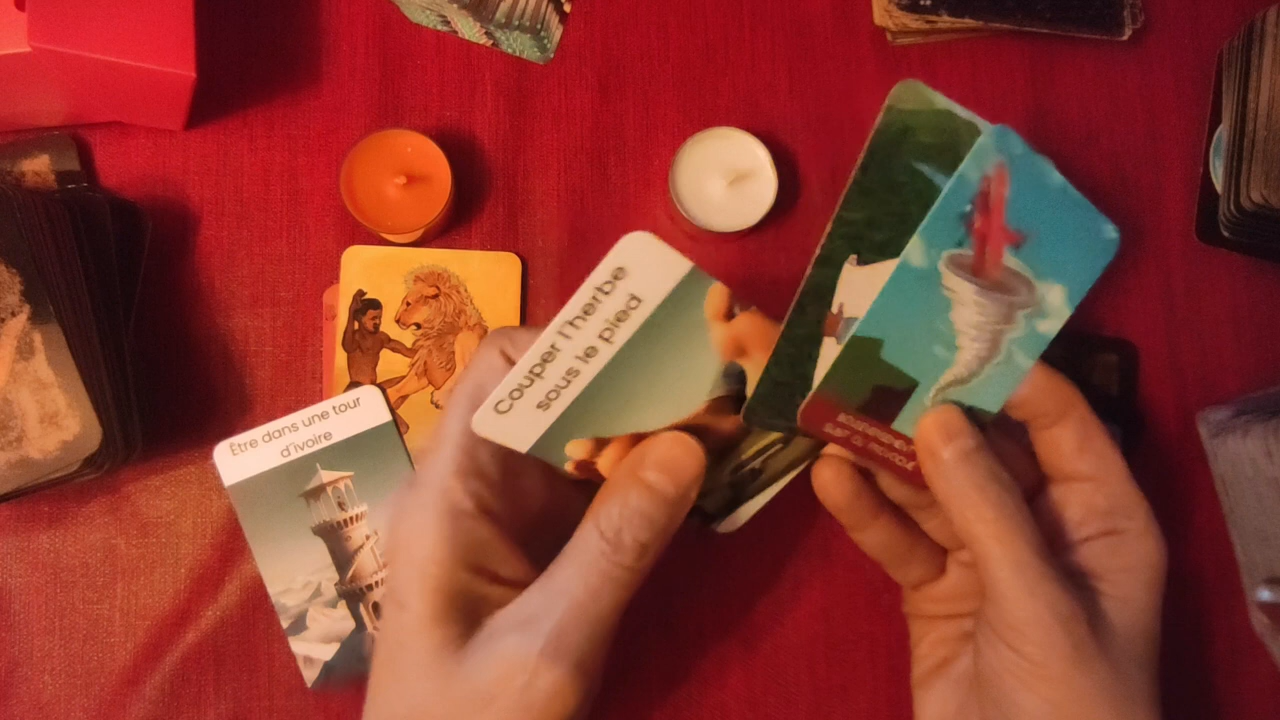 Être dans une tour
d'ivoire
Couper l'herbe
sous le pied